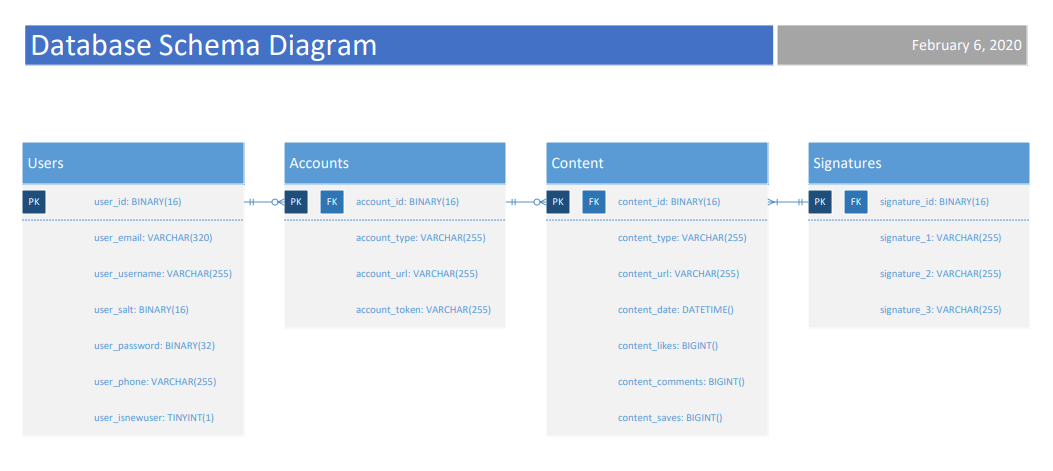 Database Schema Diagram
February 6, 2020
Users
PK
user_id: BINARY(16)
user_email: VARCHAR(320)
user_username: VARCHAR(255)
user_salt: BINARY(16)
user_password: BINARY(32)
user_phone: VARCHAR(255)
user_isnewuser: TINYINT(1)
Accounts
PK FK account_id: BINARY(16)
account_type: VARCHAR(255)
account_url: VARCHAR(255)
account_token: VARCHAR(255)
Content
PK FK content_id: BINARY(16)
content_type: VARCHAR(255)
content_url: VARCHAR(255)
content_date: DATETIME()
content_likes: BIGINT()
content_comments: BIGINT()
content_saves: BIGINT()
Signatures
PK FK signature_id: BINARY(16)
signature_1: VARCHAR(255)
signature_2: VARCHAR(255)
signature_3: VARCHAR(255)